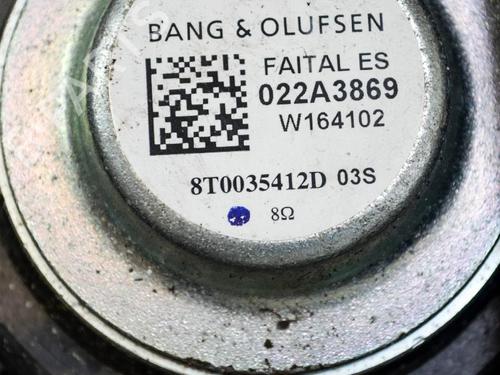 BANG & OLUFSEN
FAITAL ES
022A3869
W164102
8T0035412D 03S
8Ω